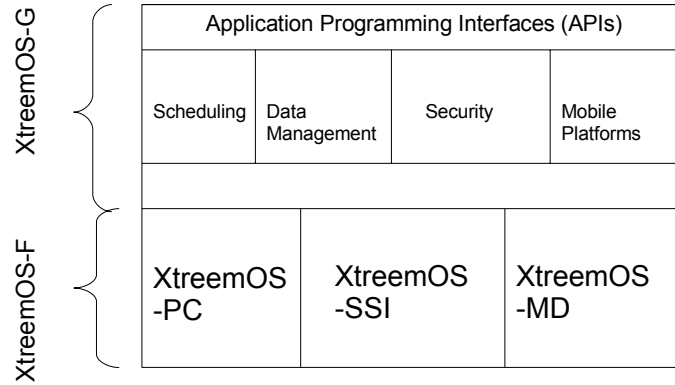 XtreemOS-G
Application Programming Interfaces (APIs)
Scheduling
Data
Management
Security
Mobile
Platforms
XtreemOS-F
XtreemOS
-PC
XtreemOS
-SSI
XtreemOS
-MD